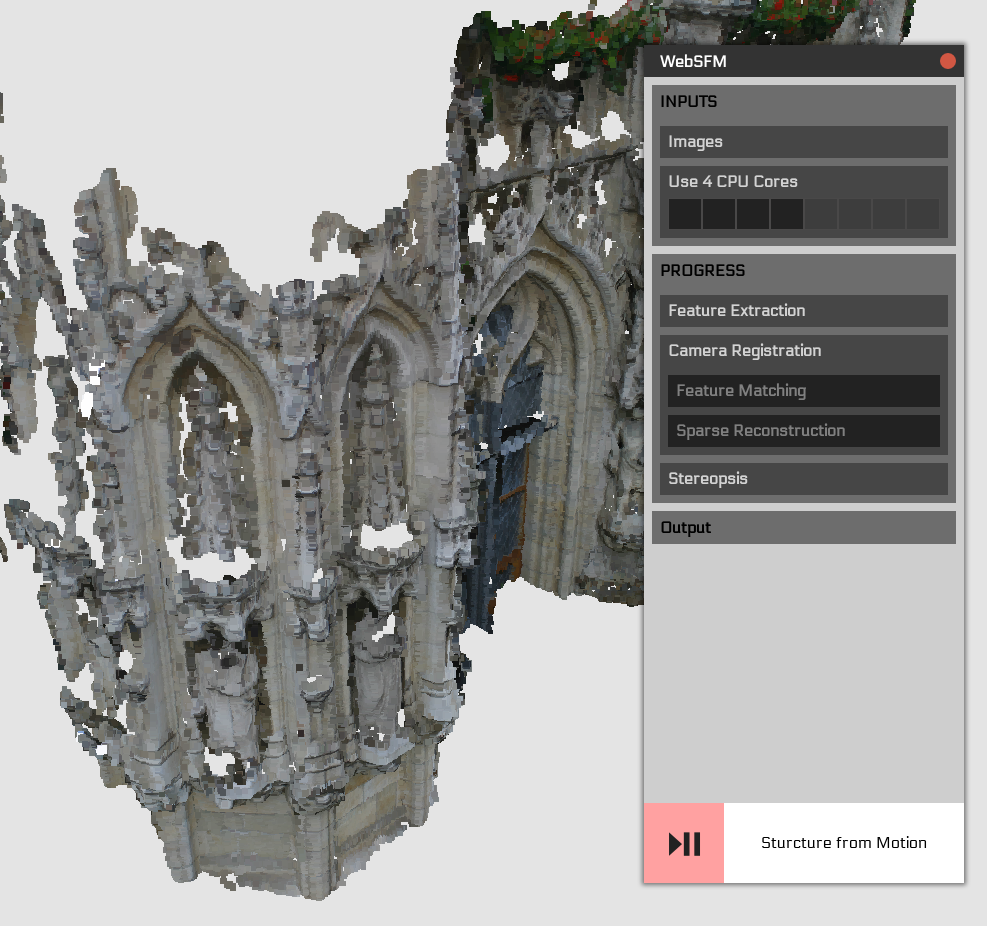 WebSFM
INPUTS
Images
Use 4 CPU Cores
PROGRESS
Feature Extraction
Camera Registration
Feature Matching
Sparse Reconstruction
Stereopsis
Output
Sturcture from Motion